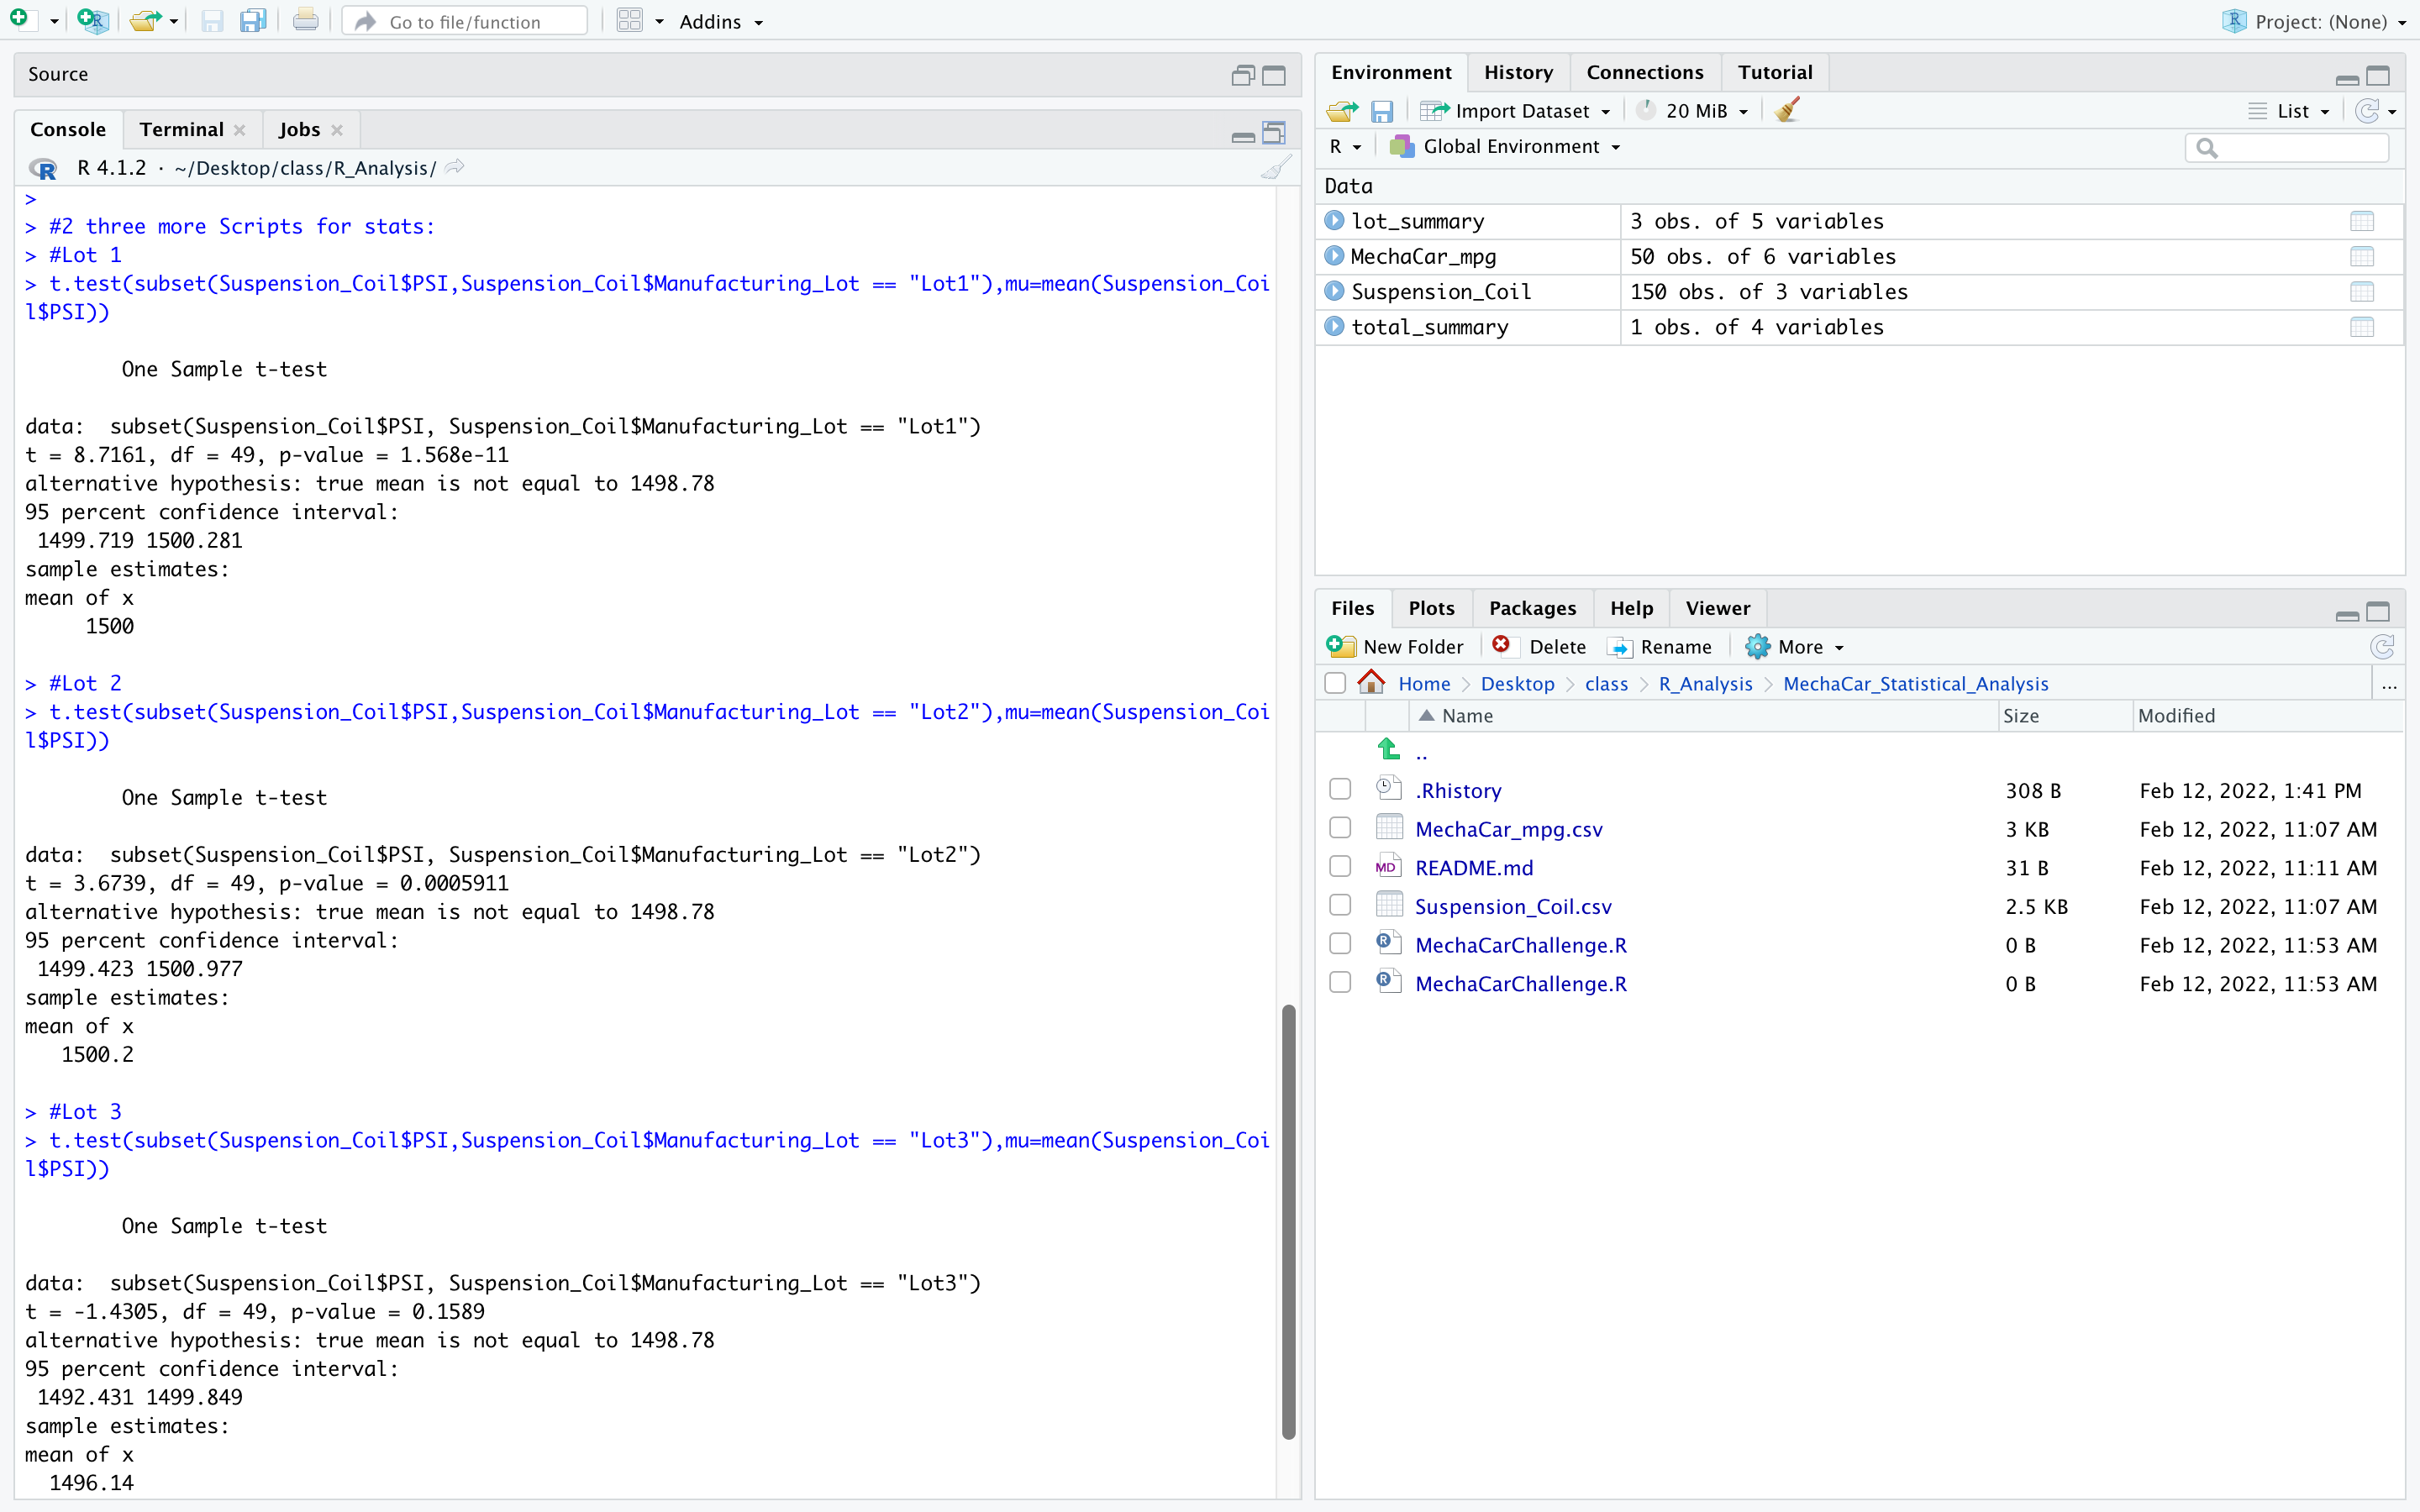 Go to file/function
Addins
Project: (None)
Source
Console Terminal Jobs
R 4.1.2 · ~/Desktop/class/R_Analysis/
>
> #2 three more Scripts for stats:
> #Lot 1
> t.test(subset(Suspension_Coil$PSI,Suspension_Coil$Manufacturing_Lot == "Lot1"),mu=mean(Suspension_Coi
l$PSI))
One Sample t-test
data:  subset(Suspension_Coil$PSI, Suspension_Coil$Manufacturing_Lot == "Lot1")
t = 8.7161, df = 49, p-value = 1.568e-11
alternative hypothesis: true mean is not equal to 1498.78
95 percent confidence interval:
1499.719 1500.281
sample estimates:
mean of x
1500
> #Lot 2
> t.test(subset(Suspension_Coil$PSI,Suspension_Coil$Manufacturing_Lot == "Lot2"),mu=mean(Suspension_Coi
l$PSI))
One Sample t-test
data:  subset(Suspension_Coil$PSI, Suspension_Coil$Manufacturing_Lot == "Lot2")
t = 3.6739, df = 49, p-value = 0.0005911
alternative hypothesis: true mean is not equal to 1498.78
95 percent confidence interval:
1499.423 1500.977
sample estimates:
mean of x
1500.2
> #Lot 3
> t.test(subset(Suspension_Coil$PSI,Suspension_Coil$Manufacturing_Lot == "Lot3"),mu=mean(Suspension_Coi
l$PSI))
One Sample t-test
data:  subset(Suspension_Coil$PSI, Suspension_Coil$Manufacturing_Lot == "Lot3")
t = -1.4305, df = 49, p-value = 0.1589
alternative hypothesis: true mean is not equal to 1498.78
95 percent confidence interval:
1492.431 1499.849
sample estimates:
mean of x
1496.14
Environment History Connections Tutorial
Import Dataset 20 MiB List
R Global Environment
Data
lot_summary 3 obs. of 5 variables
MechaCar_mpg 50 obs. of 6 variables
Suspension_Coil 150 obs. of 3 variables
total_summary 1 obs. of 4 variables
Files Plots Packages Help Viewer
New Folder Delete Rename More
Home > Desktop > class > R_Analysis > MechaCar_Statistical_Analysis ...
Name Size Modified
..
.Rhistory 308 B Feb 12, 2022, 1:41 PM
MechaCar_mpg.csv 3 KB Feb 12, 2022, 11:07 AM
MD README.md 31 B Feb 12, 2022, 11:11 AM
Suspension_Coil.csv 2.5 KB Feb 12, 2022, 11:07 AM
R MechaCarChallenge.R 0 B Feb 12, 2022, 11:53 AM
R MechaCarChallenge.R 0 B Feb 12, 2022, 11:53 AM